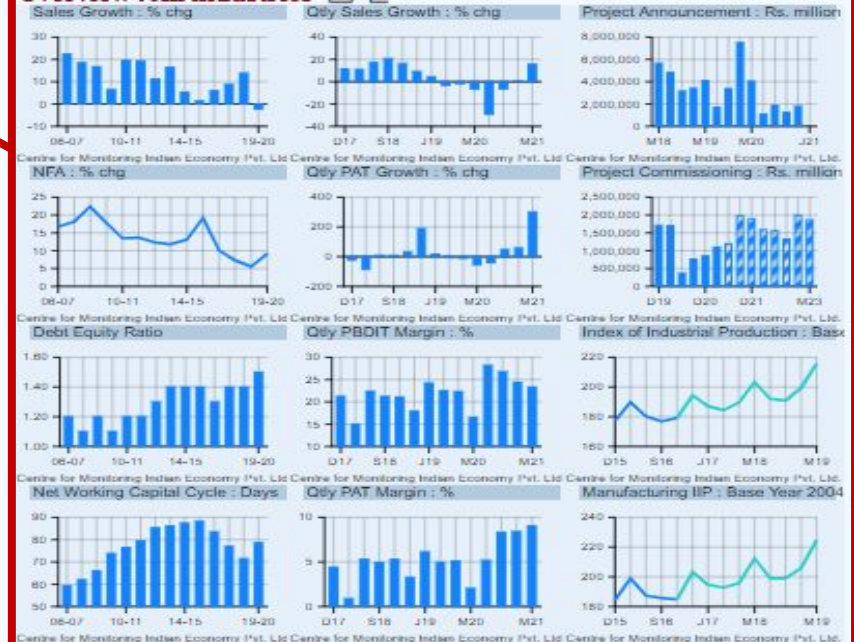 Sales Growth : % chg
30
20
10
0
-10
06-07 10-11 14-15 19-20
Centre for Monitoring Indian Economy Pvt. Ltd
Qtly Sales Growth : % chg
40
20
0
-20
-40
D17 S18 J19 M20 M21
Centre for Monitoring Indian Economy Pvt. Ltd.
Project Announcement : Rs. million
8,000,000
6,000,000
4,000,000
2,000,000
0
M18 M19 M20 J21
Centre for Monitoring Indian Economy Pvt. Ltd.
NFA : % chg
25
20
15
10
5
0
06-07 10-11 14-15 19-20
Centre for Monitoring Indian Economy Pvt. Ltd
Qtly PAT Growth : % chg
400
200
0
-200
D17 S18 J19 M20 M21
Centre for Monitoring Indian Economy Pvt. Ltd.
Project Commissioning : Rs. million
2,500,000
2,000,000
1,500,000
1,000,000
500,000
0
D19 D20 D21 M23
Centre for Monitoring Indian Economy Pvt. Ltd.
Debt Equity Ratio
1.60
1.40
1.20
1.00
06-07 10-11 14-15 19-20
Centre for Monitoring Indian Economy Pvt. Ltd
Qtly PBDIT Margin : %
30
25
20
15
10
D17 S18 J19 M20 M21
Centre for Monitoring Indian Economy Pvt. Ltd.
Index of Industrial Production : Base
220
200
180
160
D15 S16 J17 M18 M19
Centre for Monitoring Indian Economy Pvt. Ltd.
Net Working Capital Cycle : Days
90
80
70
60
50
06-07 10-11 14-15 19-20
Centre for Monitoring Indian Economy Pvt. Ltd
Qtly PAT Margin : %
10
5
0
D17 S18 J19 M20 M21
Centre for Monitoring Indian Economy Pvt. Ltd.
Manufacturing IIP : Base Year 2004
240
220
200
180
D15 S16 J17 M18 M19
Centre for Monitoring Indian Economy Pvt. Ltd.